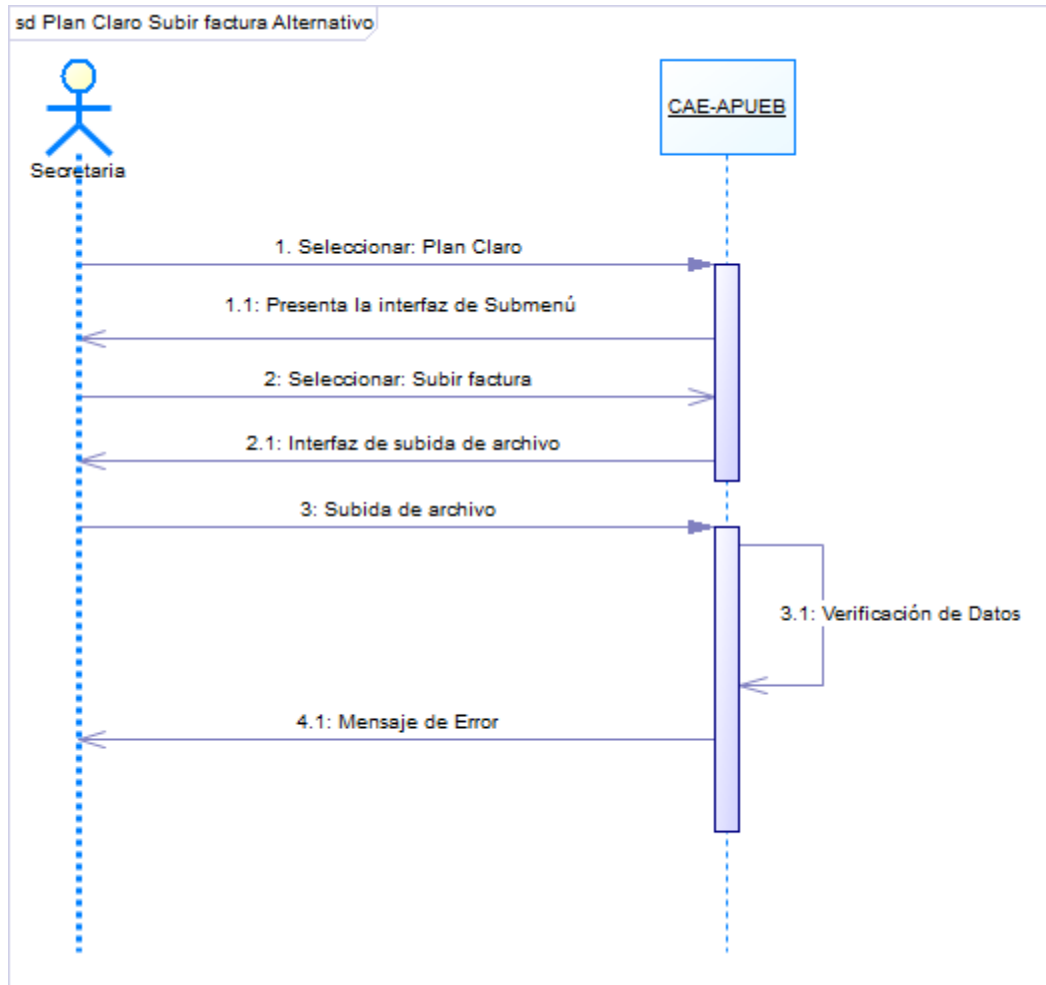 sd Plan Claro Subir factura Alternativo
CAE-APUEB
Secretaria
1. Seleccionar: Plan Claro
1.1: Presenta la interfaz de Submenú
2: Seleccionar: Subir factura
2.1: Interfaz de subida de archivo
3: Subida de archivo
3.1: Verificación de Datos
4.1: Mensaje de Error